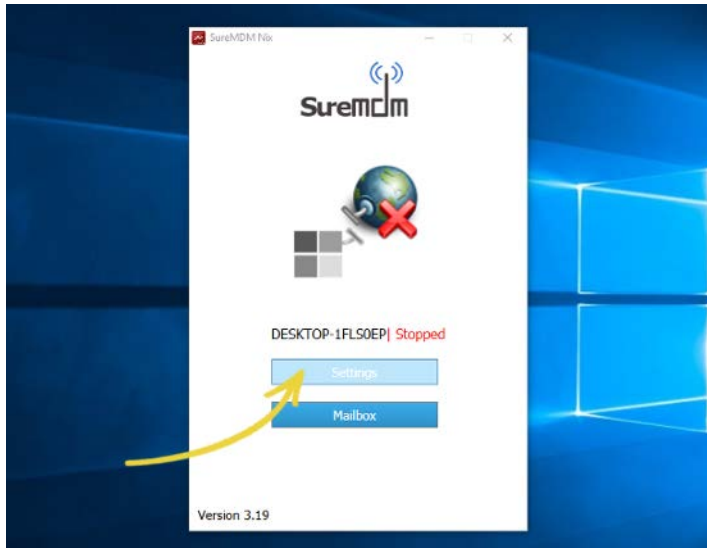 SureMDM Nix
SureMDM
DESKTOP-1FLS0EP| Stopped
Settings
Mailbox
Version 3.19